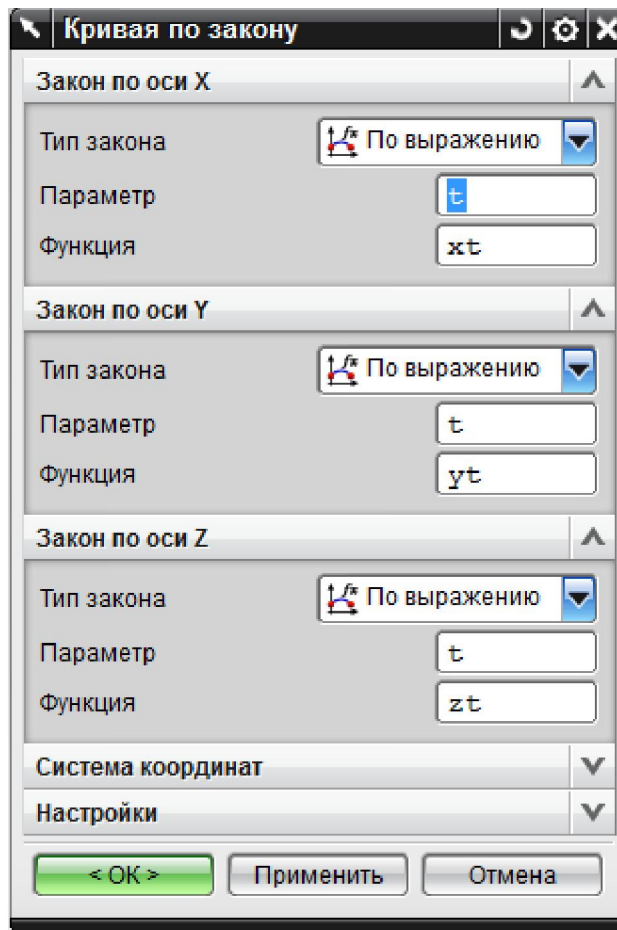 Кривая по закону
Закон по оси X
Тип закона По выражению
Параметр t
Функция xt
Закон по оси Y
Тип закона По выражению
Параметр t
Функция yt
Закон по оси Z
Тип закона По выражению
Параметр t
Функция zt
Система координат
Настройки
< OK > Применить Отмена